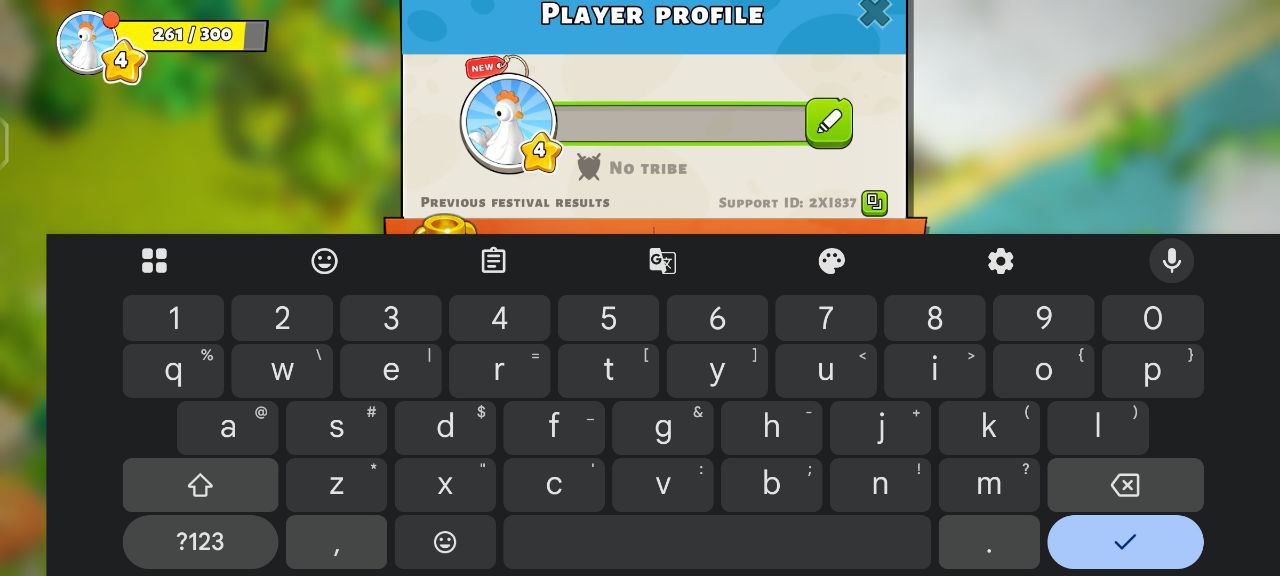 PLAYER PROFILE
261 / 300
4
NEW
4
NO TRIBE
PREVIOUS FESTIVAL RESULTS
SUPPORT ID: 2X1837
1 2 3 4 5 6 7 8 9 0
q % w \ e | r = t [ y ] u < i > o { p }
a @ s # d $ f _ g & h - j + k ( l )
z * x " c ' v : b ; n ! m ?
?123 , .